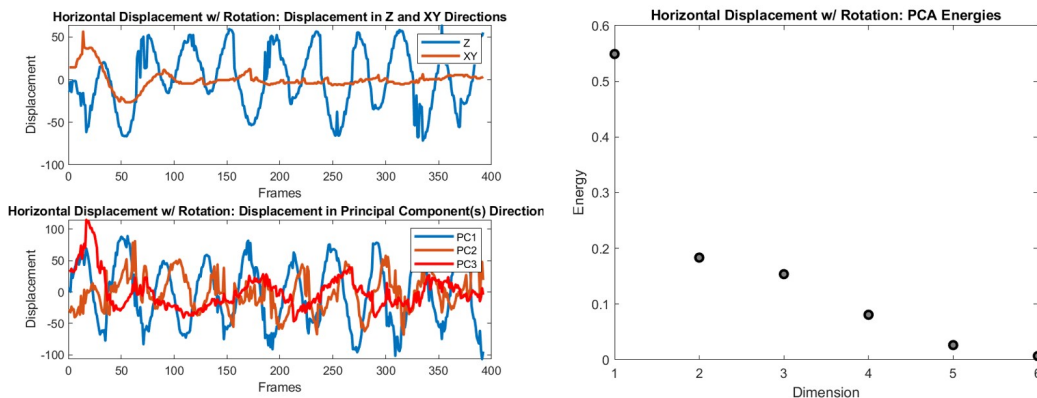 Horizontal Displacement w/ Rotation: Displacement in Z and XY Directions
Displacement
50
0
-50
-100
Z
XY
0 50 100 150 200 250 300 350 400
Frames
Horizontal Displacement w/ Rotation: Displacement in Principal Component(s) Direction
Displacement
100
50
0
-50
-100
PC1
PC2
PC3
0 50 100 150 200 250 300 350 400
Frames
Horizontal Displacement w/ Rotation: PCA Energies
Energy
0.6
0.5
0.4
0.3
0.2
0.1
0
1 2 3 4 5 6
Dimension